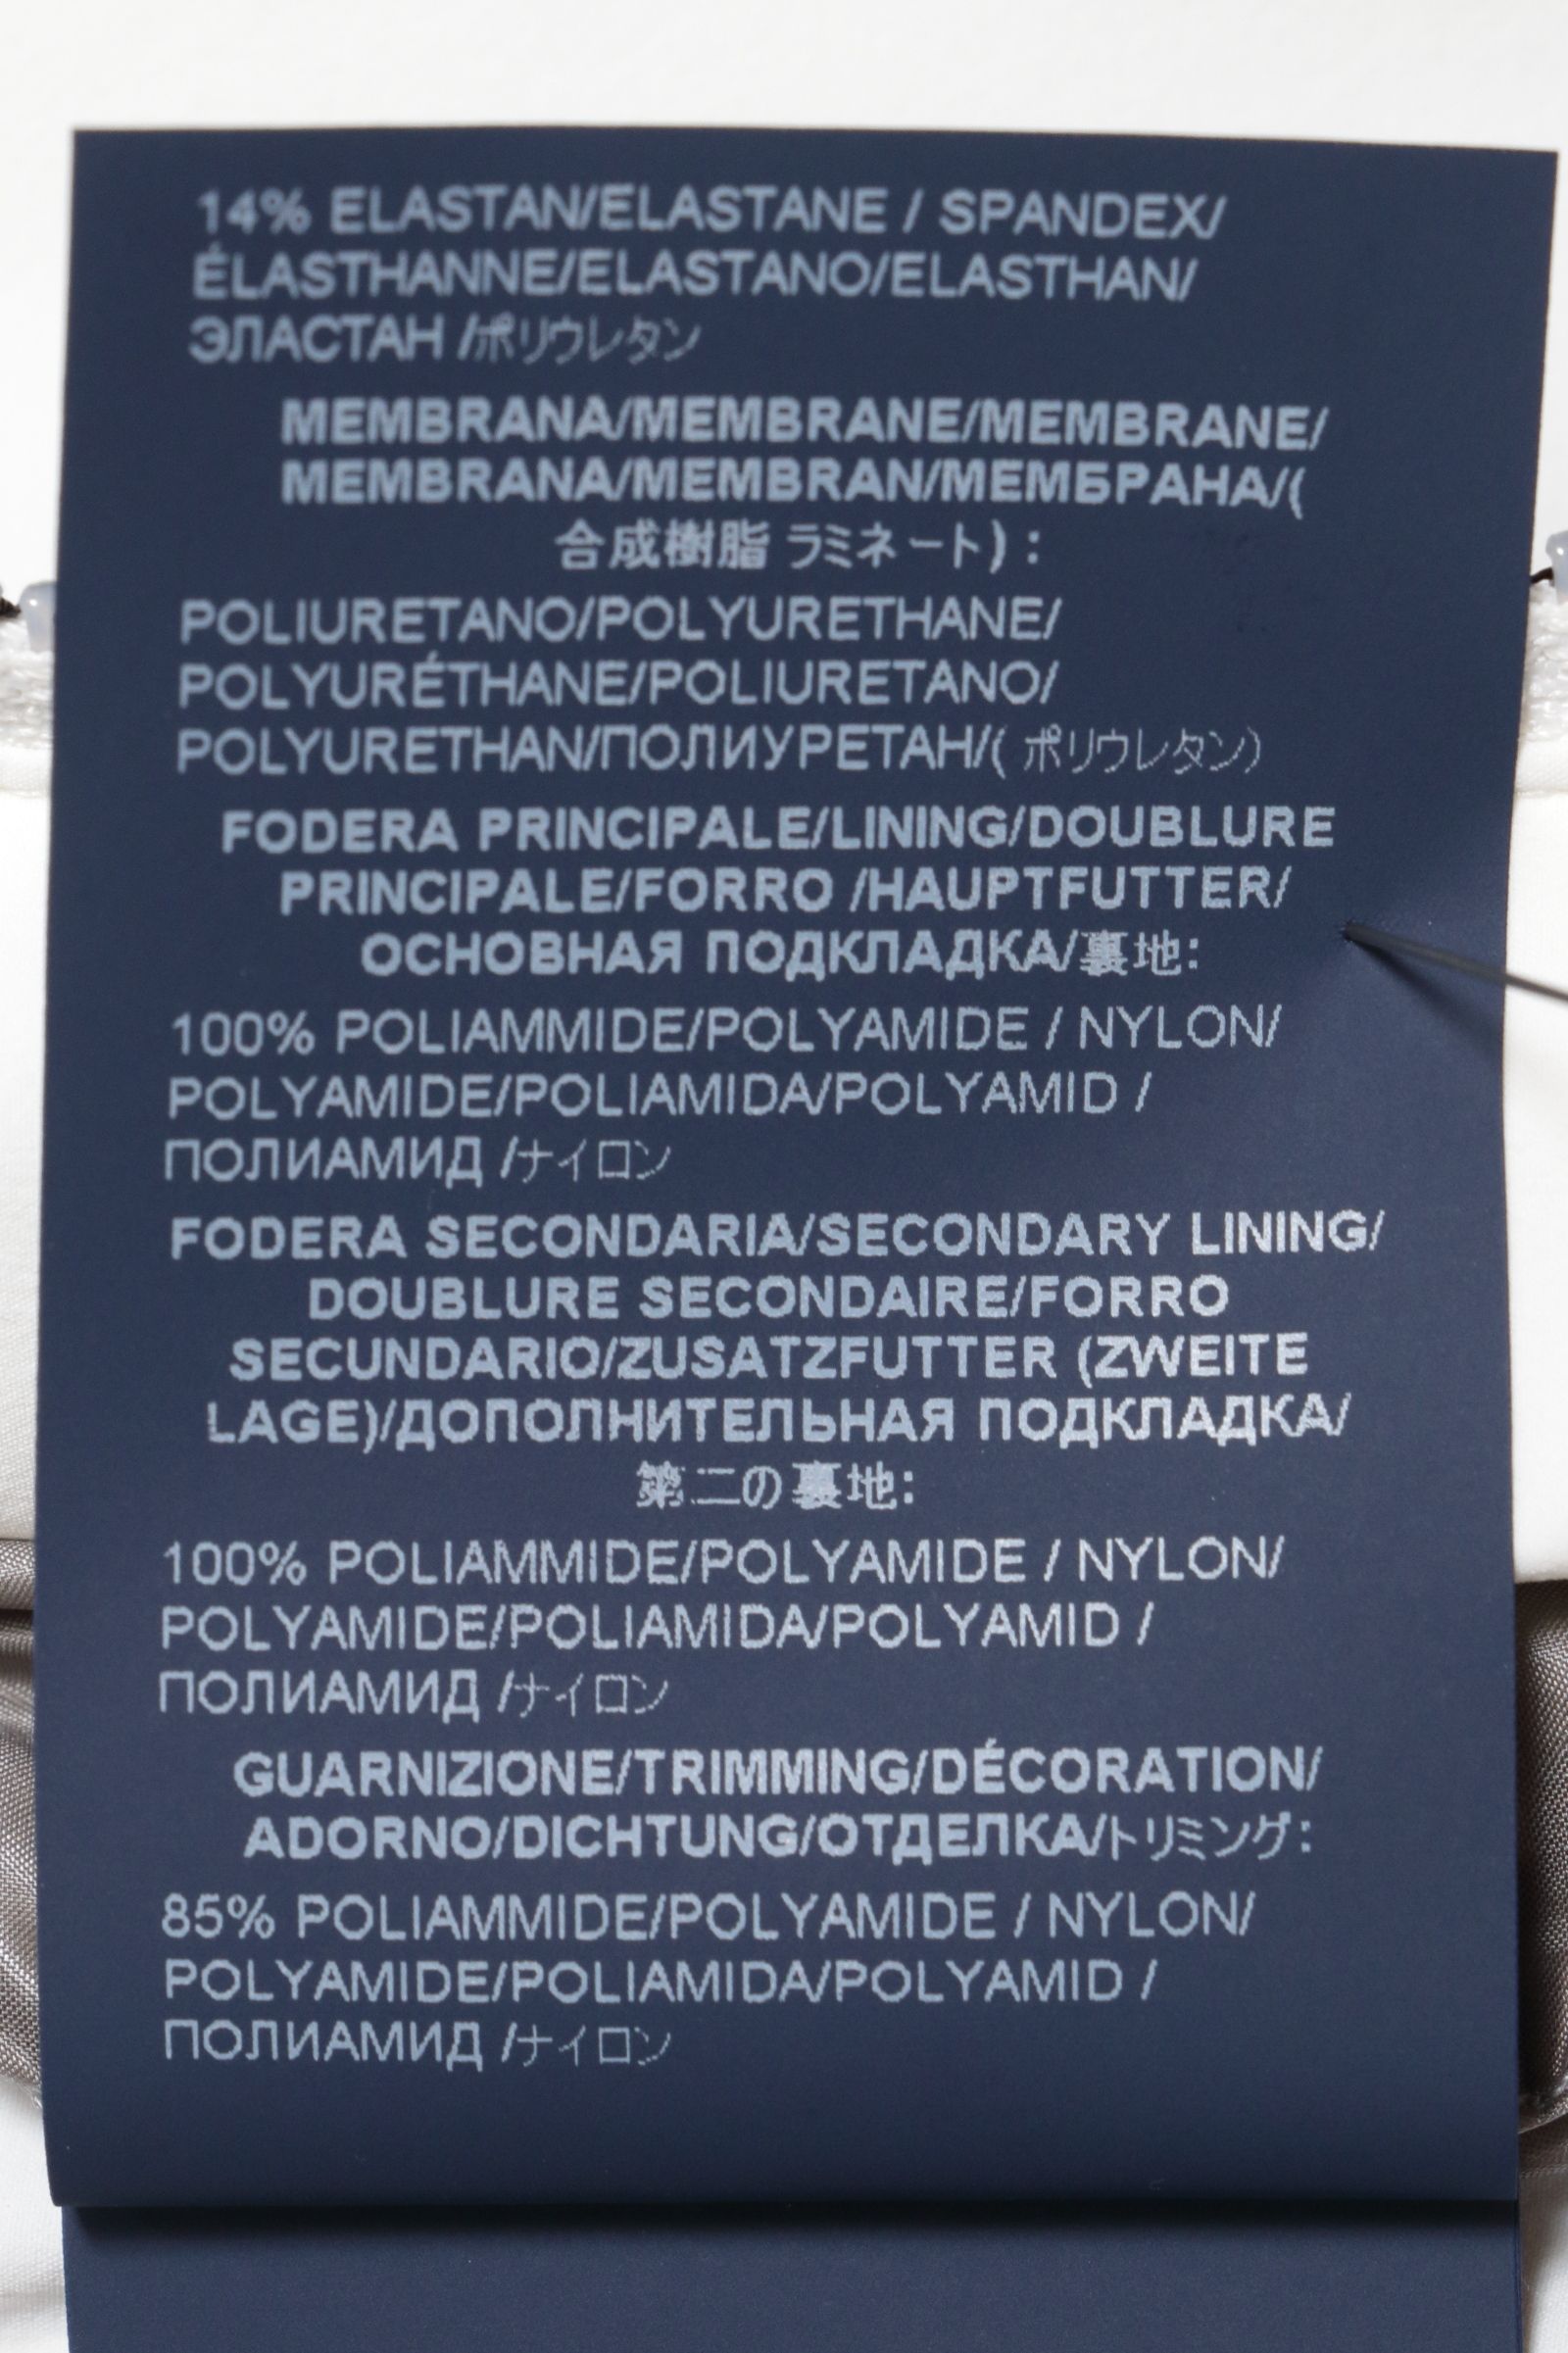 14% ELASTAN/ELASTANE / SPANDEX/
ÉLASTHANNE/ELASTANO/ELASTHAN/
ЭЛАСТАН /ポリウレタン
MEMBRANA/MEMBRANE/MEMBRANE/
MEMBRANA/MEMBRAN/МЕМБРАНА/(
合成樹脂 ラミネート) :
POLIURETANO/POLYURETHANE/
POLYURÉTHANE/POLIURETANO/
POLYURETHAN/ПОЛИУРЕТАН/( ポリウレタン)
FODERA PRINCIPALE/LINING/DOUBLURE
PRINCIPALE/FORRO /HAUPTFUTTER/
ОСНОВНАЯ ПОДКЛАДКА/裏地:
100% POLIAMMIDE/POLYAMIDE / NYLON/
POLYAMIDE/POLIAMIDA/POLYAMID /
ПОЛИАМИД /ナイロン
FODERA SECONDARIA/SECONDARY LINING/
DOUBLURE SECONDAIRE/FORRO
SECUNDARIO/ZUSATZFUTTER (ZWEITE
LAGE)/ДОПОЛНИТЕЛЬНАЯ ПОДКЛАДКА/
第二の裏地:
100% POLIAMMIDE/POLYAMIDE / NYLON/
POLYAMIDE/POLIAMIDA/POLYAMID /
ПОЛИАМИД /ナイロン
GUARNIZIONE/TRIMMING/DÉCORATION/
ADORNO/DICHTUNG/ОТДЕЛКА/トリミング:
85% POLIAMMIDE/POLYAMIDE / NYLON/
POLYAMIDE/POLIAMIDA/POLYAMID /
ПОЛИАМИД /ナイロン